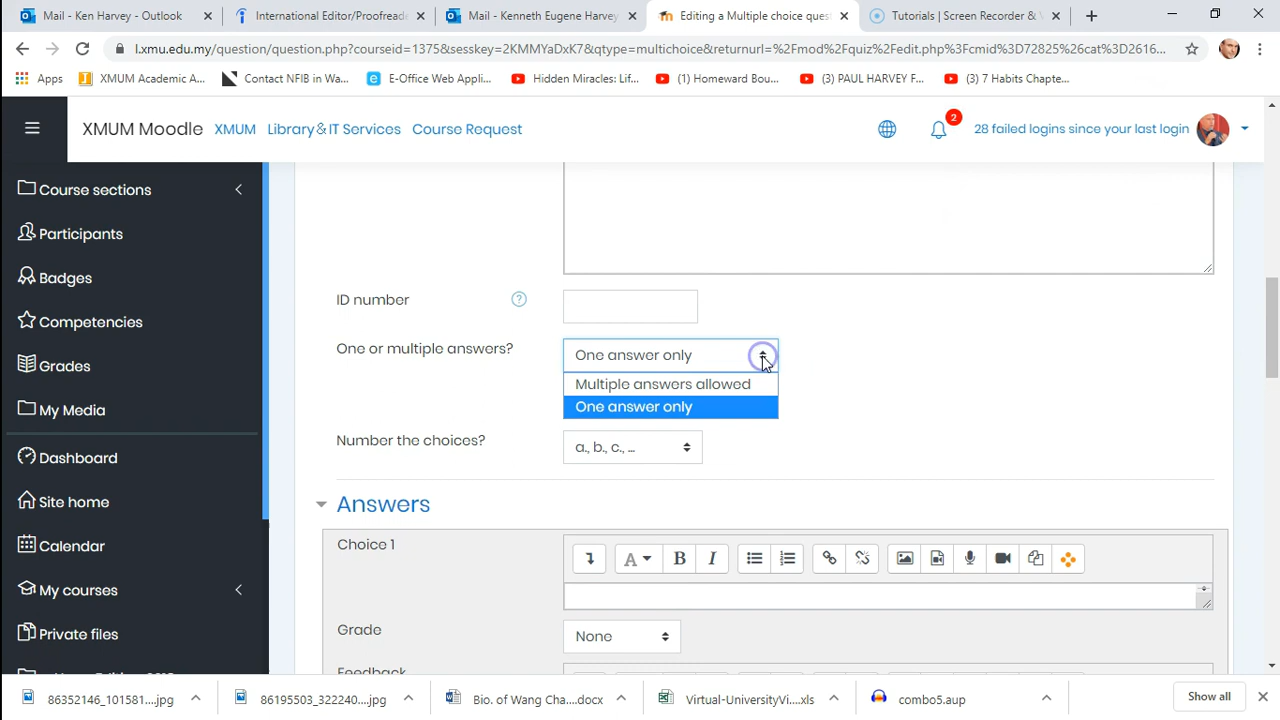 Mail - Ken Harvey - Outlook
International Editor/Proofreade
Mail - Kenneth Eugene Harvey
Editing a Multiple choice ques
Tutorials | Screen Recorder &
l.xmu.edu.my/question/question.php?courseid=1375&sesskey=2KMMYaDxK7&qtype=multichoice&returnurl=%2Fmod%2Fquiz%2Fedit.php%3Fcmid%3D72825%26cat%3D2616...
Apps
XMUM Academic A...
Contact NFIB in Wa...
E-Office Web Appli...
Hidden Miracles: Lif...
(1) Homeward Bou...
(3) PAUL HARVEY F...
(3) 7 Habits Chapte...
XMUM Moodle
XMUM
Library&IT Services
Course Request
2
28 failed logins since your last login
Course sections
Participants
Badges
Competencies
Grades
My Media
Dashboard
Site home
Calendar
My courses
Private files
ID number
?
One or multiple answers?
One answer only
Multiple answers allowed
One answer only
Number the choices?
a., b., c., ...
Answers
Choice 1
A
B
I
Grade
None
Feedback
86352146_101581....jpg
86195503_322240....jpg
Bio. of Wang Cha....docx
Virtual-UniversityVi....xls
combo5.aup
Show all